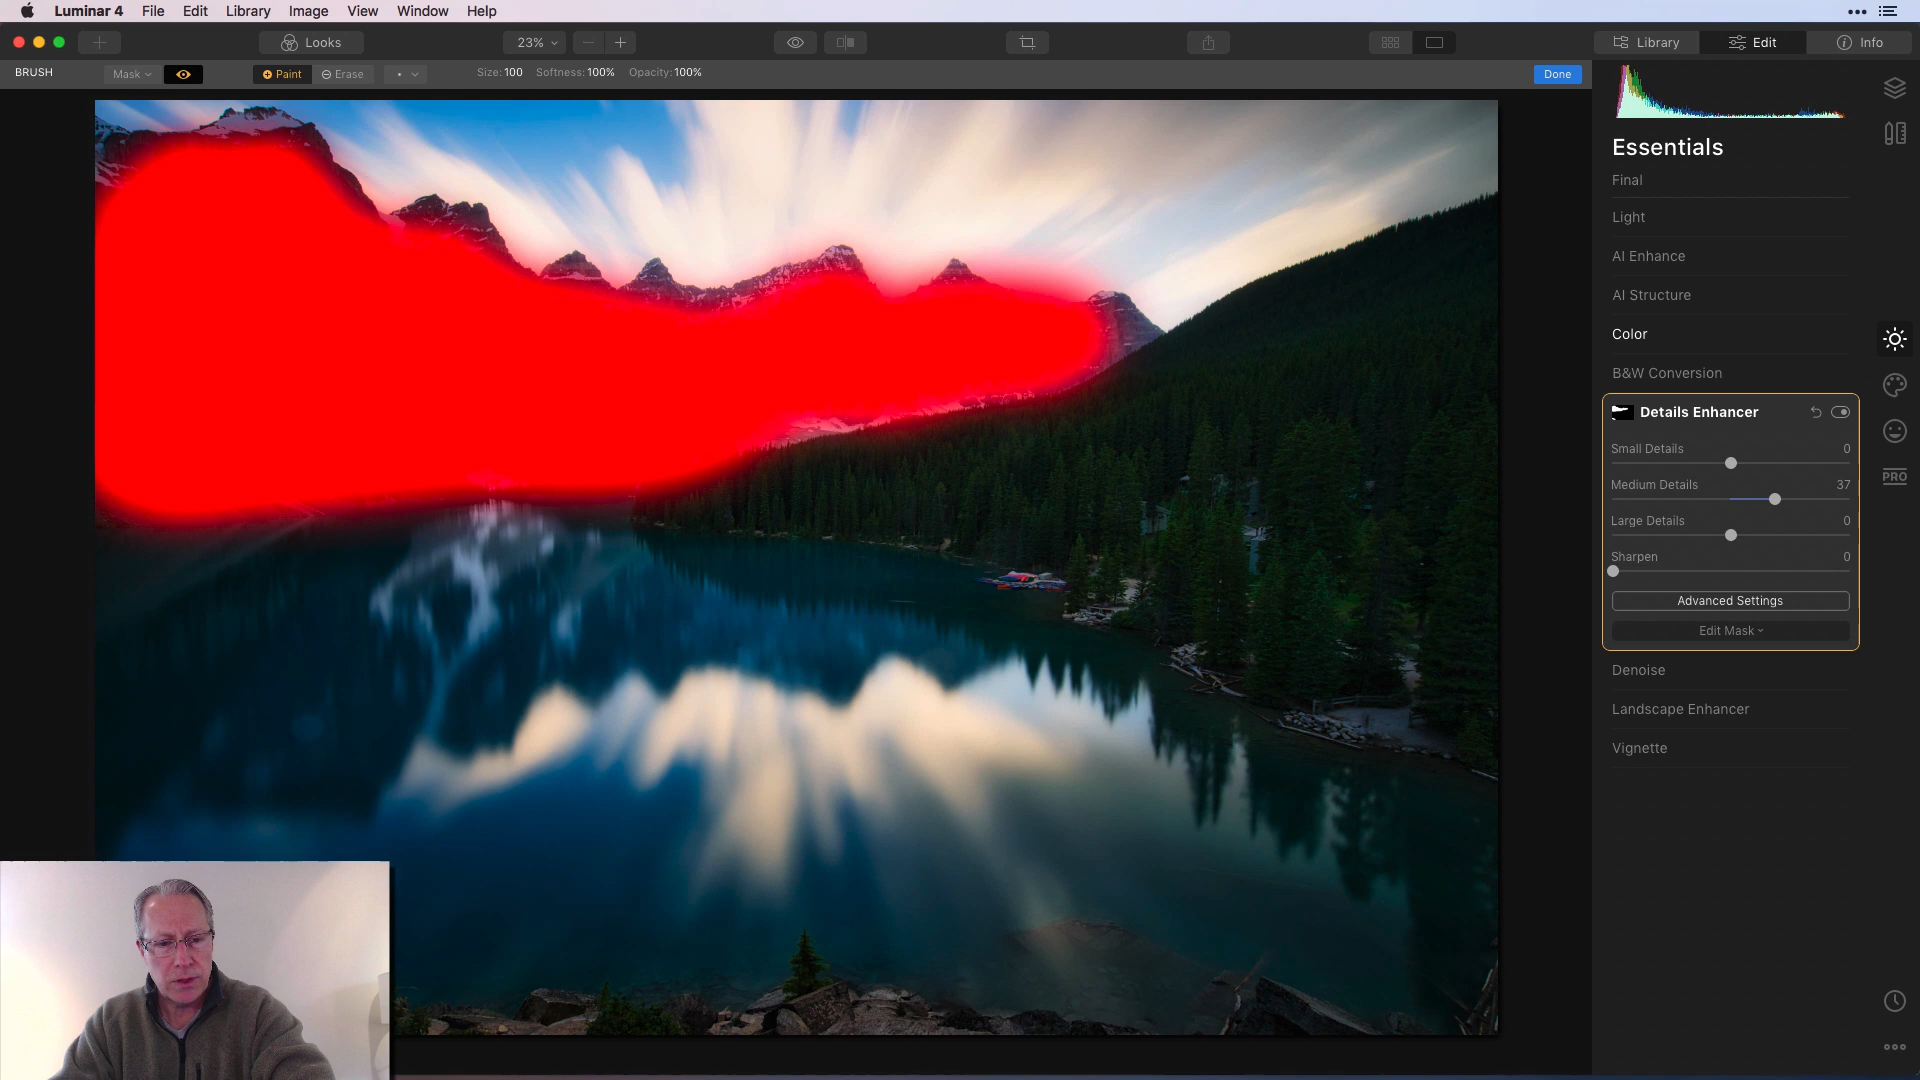 Luminar 4 File Edit Library Image View Window Help
Looks 23% Library Edit Info
BRUSH Mask Paint Erase Size: 100 Softness: 100% Opacity: 100% Done
Essentials
Final
Light
AI Enhance
AI Structure
Color
B&W Conversion
Details Enhancer
Small Details 0
Medium Details 37
Large Details 0
Sharpen 0
Advanced Settings
Edit Mask
Denoise
Landscape Enhancer
Vignette
PRO